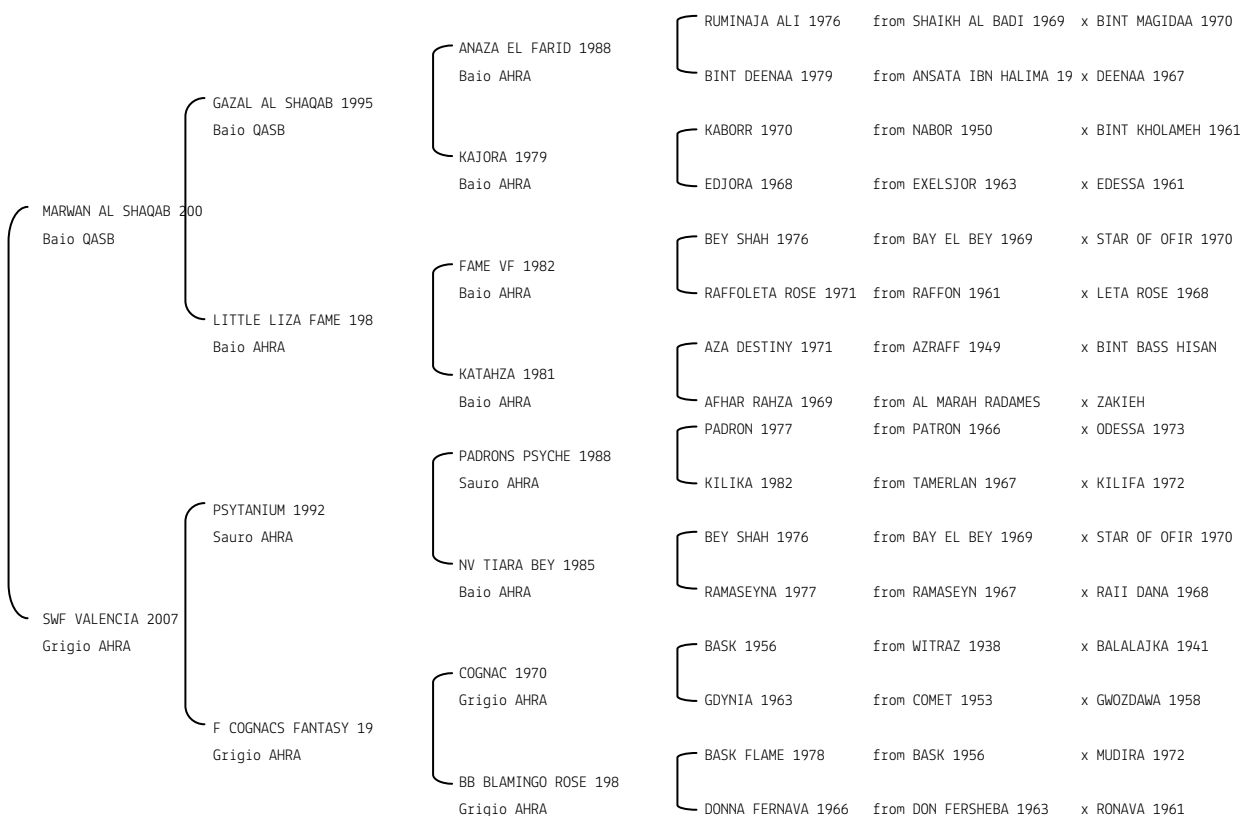 RUMINAJA ALI 1976 from SHAIKH AL BADI 1969 x BINT MAGIDAA 1970
ANAZA EL FARID 1988
Baio AHRA
BINT DEENAA 1979 from ANSATA IBN HALIMA 19 x DEENAA 1967
GAZAL AL SHAQAB 1995
Baio QASB
KABORR 1970 from NABOR 1950 x BINT KHOLAMEH 1961
KAJORA 1979
Baio AHRA
EDJORA 1968 from EXELSJOR 1963 x EDESSA 1961
MARWAN AL SHAQAB 200
Baio QASB
BEY SHAH 1976 from BAY EL BEY 1969 x STAR OF OFIR 1970
FAME VF 1982
Baio AHRA
RAFFOLETA ROSE 1971 from RAFFON 1961 x LETA ROSE 1968
LITTLE LIZA FAME 198
Baio AHRA
AZA DESTINY 1971 from AZRAFF 1949 x BINT BASS HISAN
KATAHZA 1981
Baio AHRA
AFHAR RAHZA 1969 from AL MARAH RADAMES x ZAKIEH
PADRON 1977 from PATRON 1966 x ODESSA 1973
PADRONS PSYCHE 1988
Sauro AHRA
KILIKA 1982 from TAMERLAN 1967 x KILIFA 1972
PSYTANIUM 1992
Sauro AHRA
BEY SHAH 1976 from BAY EL BEY 1969 x STAR OF OFIR 1970
NV TIARA BEY 1985
Baio AHRA
RAMASEYNA 1977 from RAMASEYN 1967 x RAII DANA 1968
SWF VALENCIA 2007
Grigio AHRA
BASK 1956 from WITRAZ 1938 x BALALAJKA 1941
COGNAC 1970
Grigio AHRA
GDYNIA 1963 from COMET 1953 x GWOZDAWA 1958
F COGNACS FANTASY 19
Grigio AHRA
BASK FLAME 1978 from BASK 1956 x MUDIRA 1972
BB BLAMINGO ROSE 198
Grigio AHRA
DONNA FERNAVA 1966 from DON FERSHEBA 1963 x RONAVA 1961